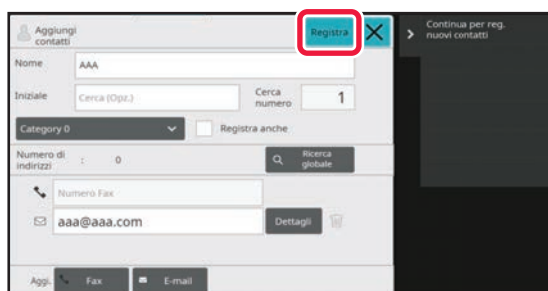 Aggiungi
contatti
Registra
Continua per reg.
nuovi contatti
Nome
AAA
Iniziale
Cerca (Opz.)
Cerca
numero
1
Category 0
Registra anche
Numero di
indirizzi
: 0
Ricerca
globale
Numero Fax
aaa@aaa.com
Dettagli
Aggi.
Fax
E-mail